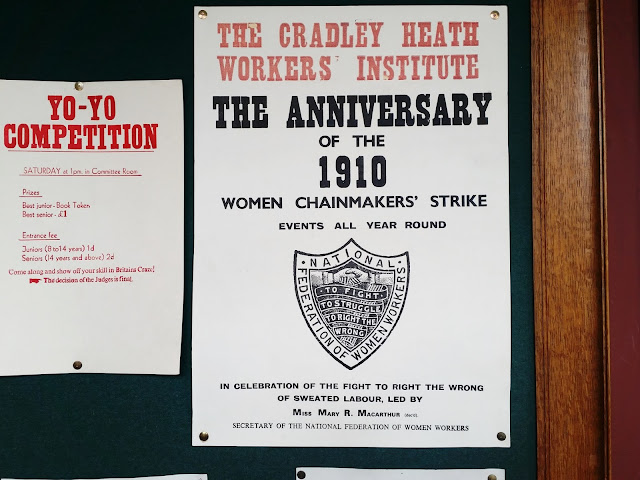 YO-YO
COMPETITION
SATURDAY at 1pm. in Committee Room
Prizes
Best junior - Book Token
Best senior - £1
Entrance fee
Juniors (8 to 14 years) 1d
Seniors (14 years and above) 2d
Come along and show off your skill in Britains Craze!
The decision of the Judges is final.
THE CRADLEY HEATH
WORKERS' INSTITUTE
THE ANNIVERSARY
OF THE
1910
WOMEN CHAINMAKERS' STRIKE
EVENTS ALL YEAR ROUND
· NATIONAL ·
FEDERATION OF WOMEN WORKERS
TO FIGHT
TO STRUGGLE
TO RIGHT THE
WRONG
IN CELEBRATION OF THE FIGHT TO RIGHT THE WRONG
OF SWEATED LABOUR, LED BY
MISS MARY R. MACARTHUR (dec'd).
SECRETARY OF THE NATIONAL FEDERATION OF WOMEN WORKERS